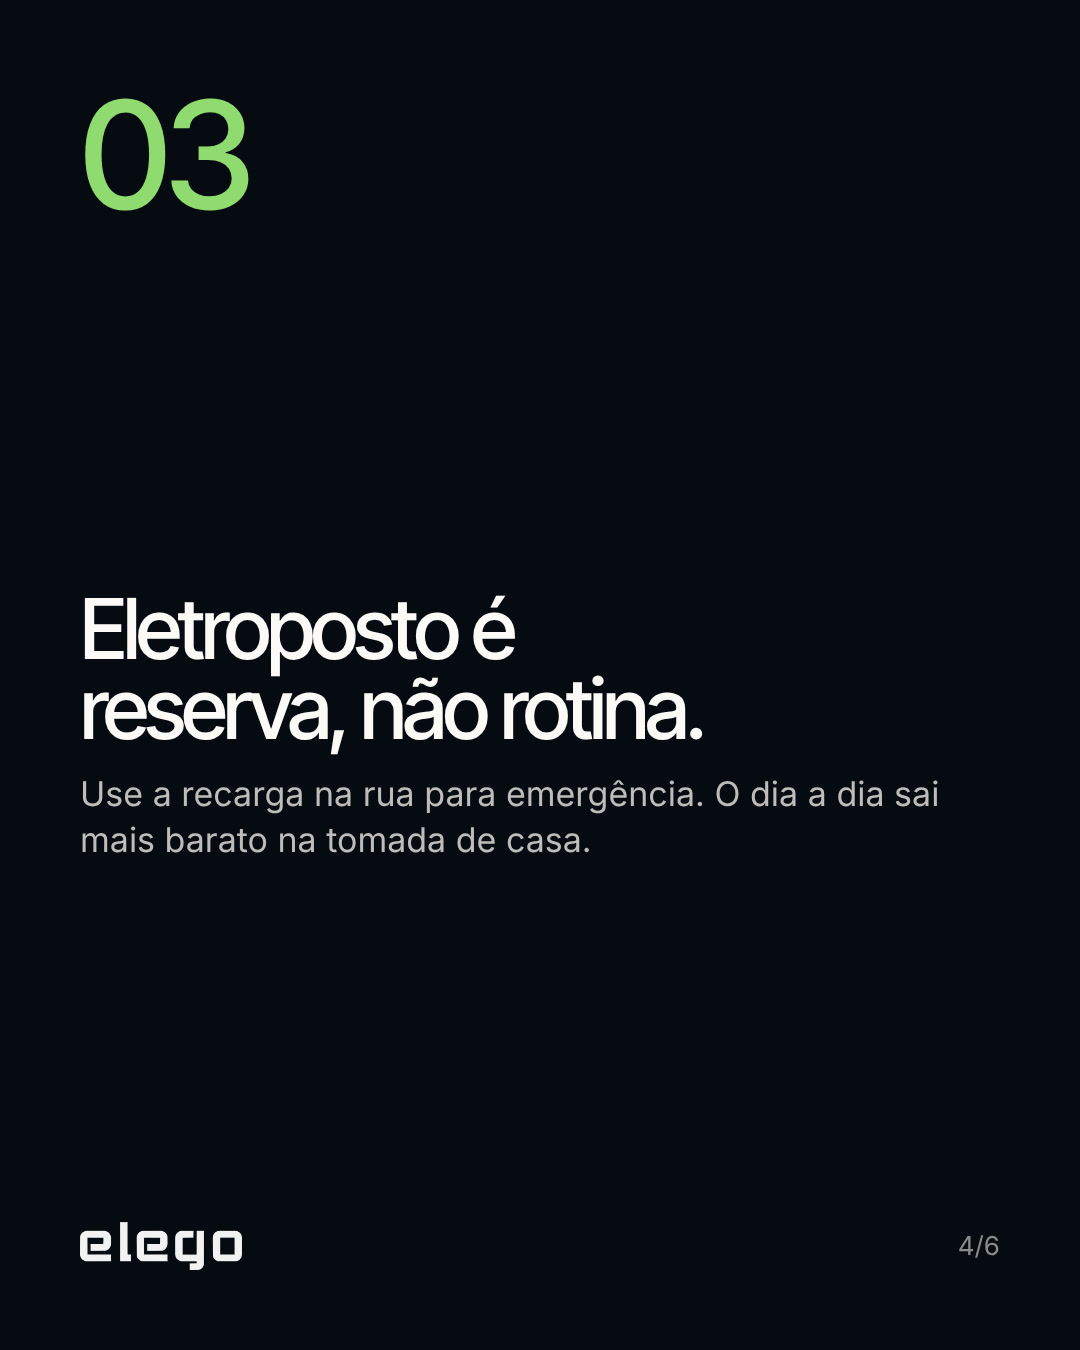 03
Eletroposto é
reserva, não rotina.
Use a recarga na rua para emergência. O dia a dia sai
mais barato na tomada de casa.
elego
4/6